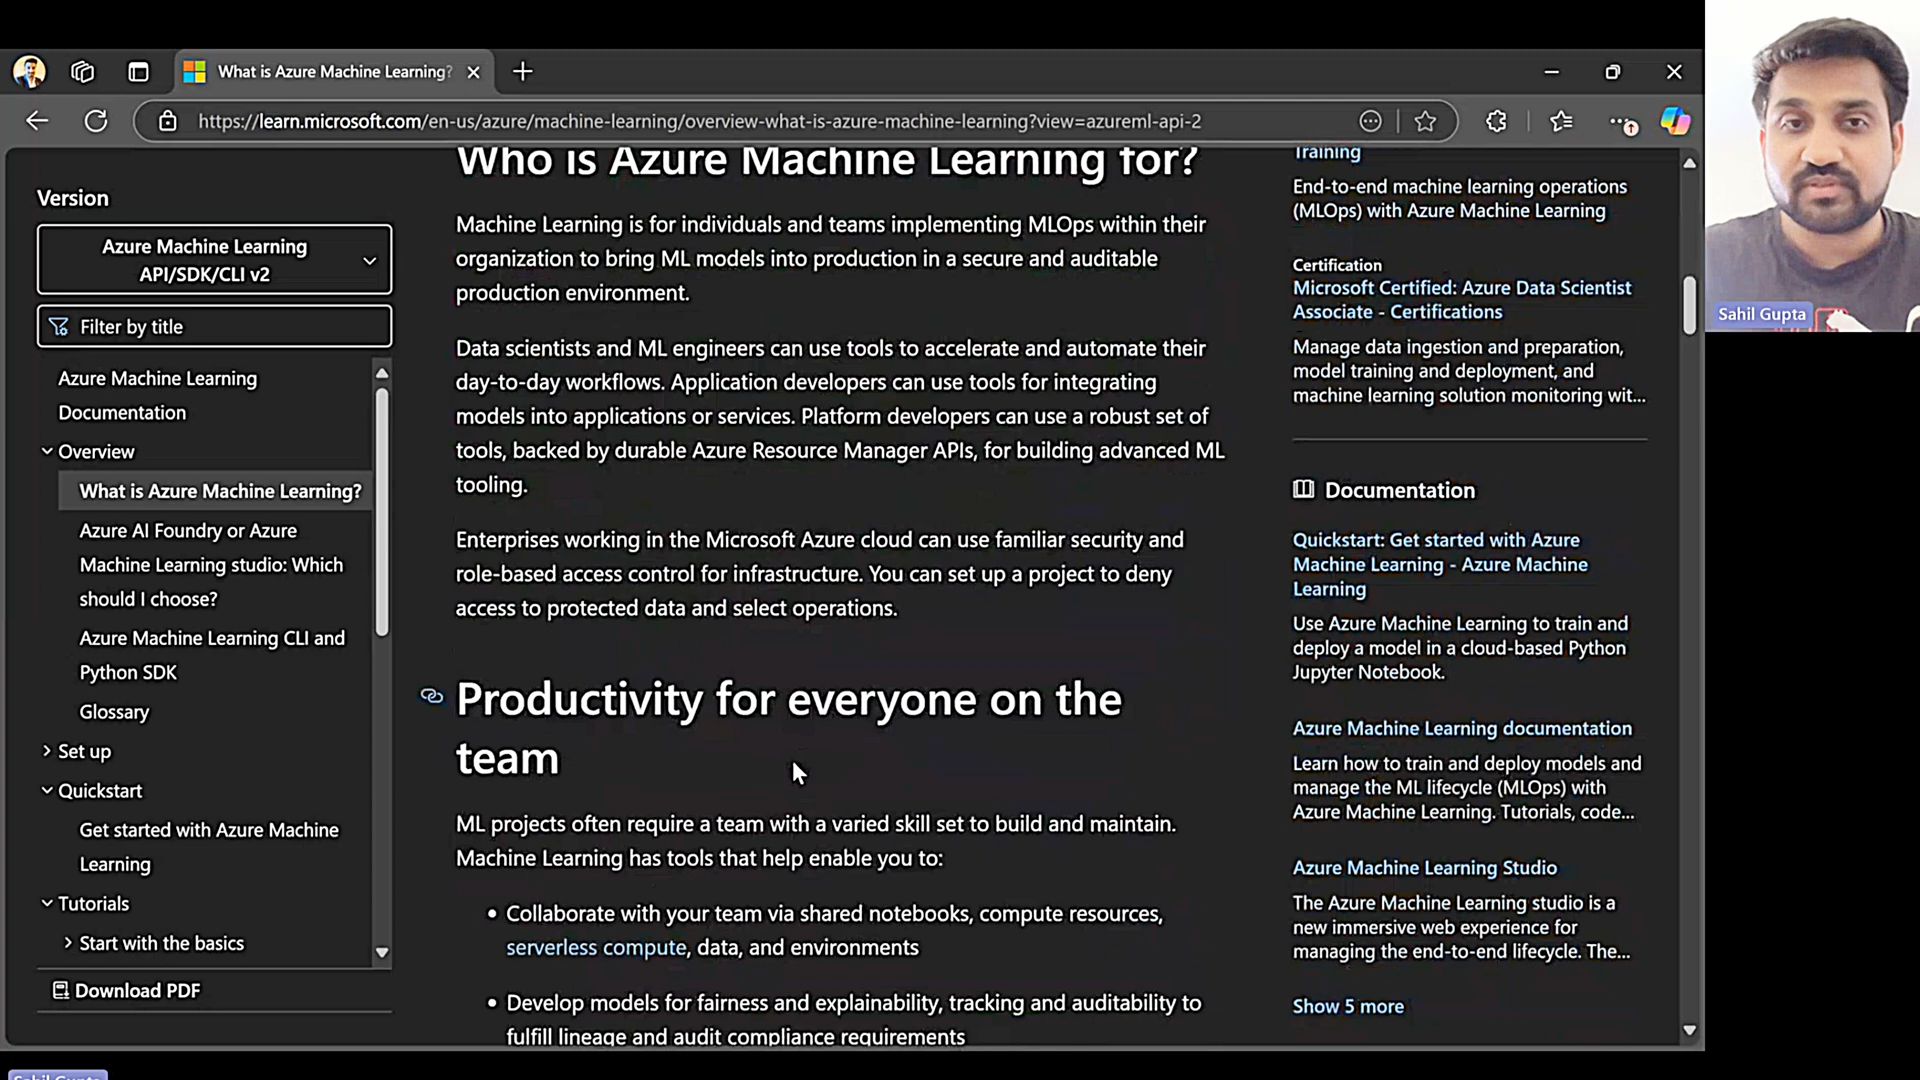 What is Azure Machine Learning?
https://learn.microsoft.com/en-us/azure/machine-learning/overview-what-is-azure-machine-learning?view=azureml-api-2
Version
Azure Machine Learning
API/SDK/CLI v2
Filter by title
Azure Machine Learning
Documentation
Overview
What is Azure Machine Learning?
Azure AI Foundry or Azure
Machine Learning studio: Which
should I choose?
Azure Machine Learning CLI and
Python SDK
Glossary
Set up
Quickstart
Get started with Azure Machine
Learning
Tutorials
Start with the basics
Download PDF
Who is Azure Machine Learning for?
Machine Learning is for individuals and teams implementing MLOps within their
organization to bring ML models into production in a secure and auditable
production environment.
Data scientists and ML engineers can use tools to accelerate and automate their
day-to-day workflows. Application developers can use tools for integrating
models into applications or services. Platform developers can use a robust set of
tools, backed by durable Azure Resource Manager APIs, for building advanced ML
tooling.
Enterprises working in the Microsoft Azure cloud can use familiar security and
role-based access control for infrastructure. You can set up a project to deny
access to protected data and select operations.
Productivity for everyone on the
team
ML projects often require a team with a varied skill set to build and maintain.
Machine Learning has tools that help enable you to:
• Collaborate with your team via shared notebooks, compute resources,
serverless compute, data, and environments
• Develop models for fairness and explainability, tracking and auditability to
fulfill lineage and audit compliance requirements
Training
End-to-end machine learning operations
(MLOps) with Azure Machine Learning
Certification
Microsoft Certified: Azure Data Scientist
Associate - Certifications
Manage data ingestion and preparation,
model training and deployment, and
machine learning solution monitoring wit...
Documentation
Quickstart: Get started with Azure
Machine Learning - Azure Machine
Learning
Use Azure Machine Learning to train and
deploy a model in a cloud-based Python
Jupyter Notebook.
Azure Machine Learning documentation
Learn how to train and deploy models and
manage the ML lifecycle (MLOps) with
Azure Machine Learning. Tutorials, code...
Azure Machine Learning Studio
The Azure Machine Learning studio is a
new immersive web experience for
managing the end-to-end lifecycle. The...
Show 5 more
Sahil Gupta
Sahil Gupta